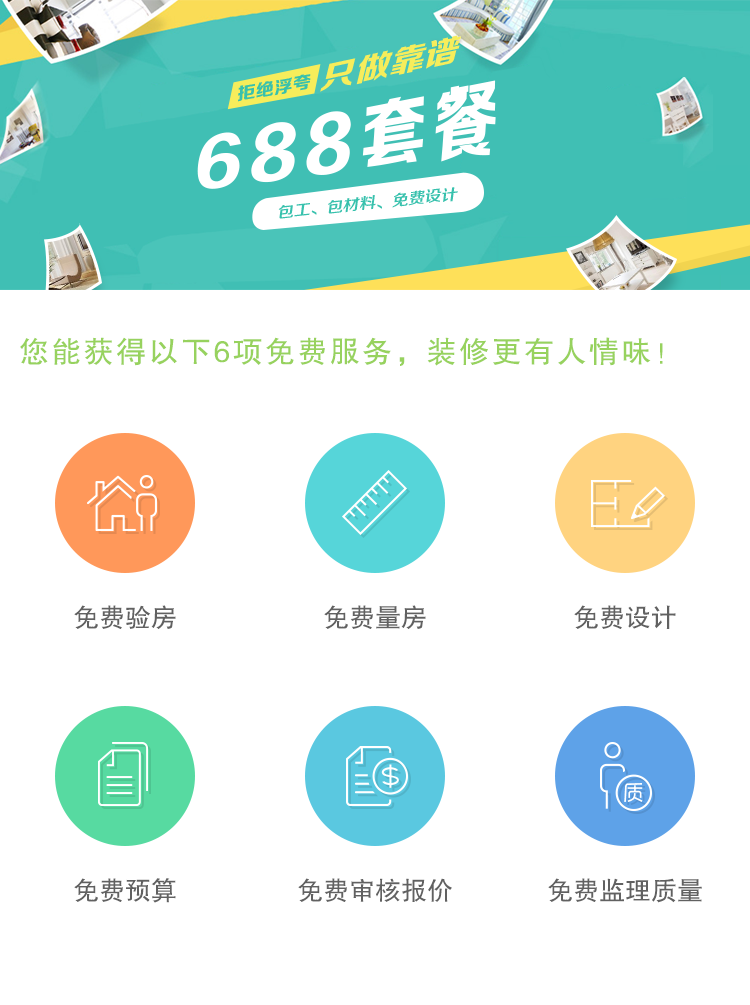 拒绝浮夸 只做靠谱
688套餐
包工、包材料、免费设计
您能获得以下6项免费服务，装修更有人情味！
免费验房
免费量房
免费设计
$
质
免费预算
免费审核报价
免费监理质量